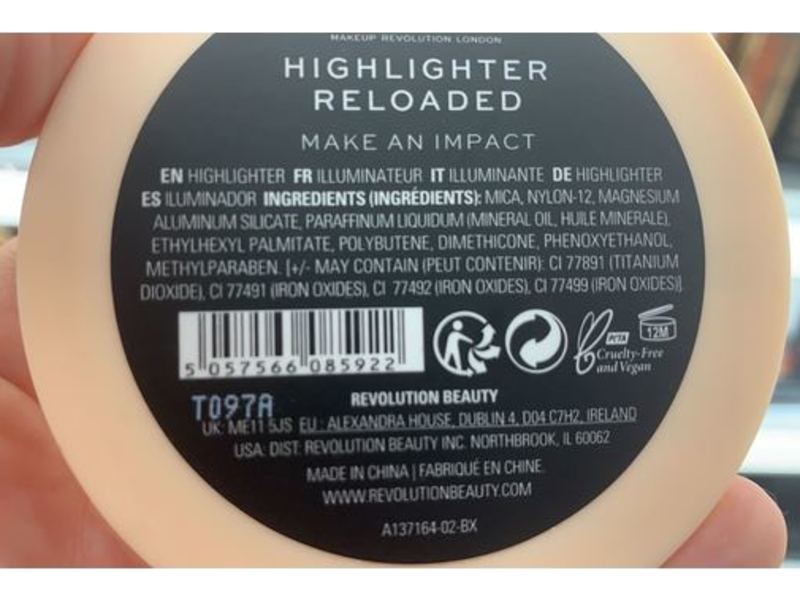 MAKEUP REVOLUTION LONDON
HIGHLIGHTER
RELOADED
MAKE AN IMPACT
EN HIGHLIGHTER FR ILLUMINATEUR IT ILLUMINANTE DE HIGHLIGHTER
ES ILUMINADOR INGREDIENTS (INGRÉDIENTS): MICA, NYLON-12, MAGNESIUM
ALUMINUM SILICATE, PARAFFINUM LIQUIDUM (MINERAL OIL, HUILE MINERALE),
ETHYLHEXYL PALMITATE, POLYBUTENE, DIMETHICONE, PHENOXYETHANOL,
METHYLPARABEN. [+/- MAY CONTAIN (PEUT CONTENIR): CI 77891 (TITANIUM
DIOXIDE), CI 77491 (IRON OXIDES), CI 77492 (IRON OXIDES), CI 77499 (IRON OXIDES)].
5 057566 085922
PETA
Cruelty-Free
and Vegan
12M
T097A
REVOLUTION BEAUTY
UK: ME11 5JS EU: ALEXANDRA HOUSE, DUBLIN 4, D04 C7H2, IRELAND
USA: DIST: REVOLUTION BEAUTY INC. NORTHBROOK, IL 60062
MADE IN CHINA | FABRIQUÉ EN CHINE.
WWW.REVOLUTIONBEAUTY.COM
A137164-02-BX